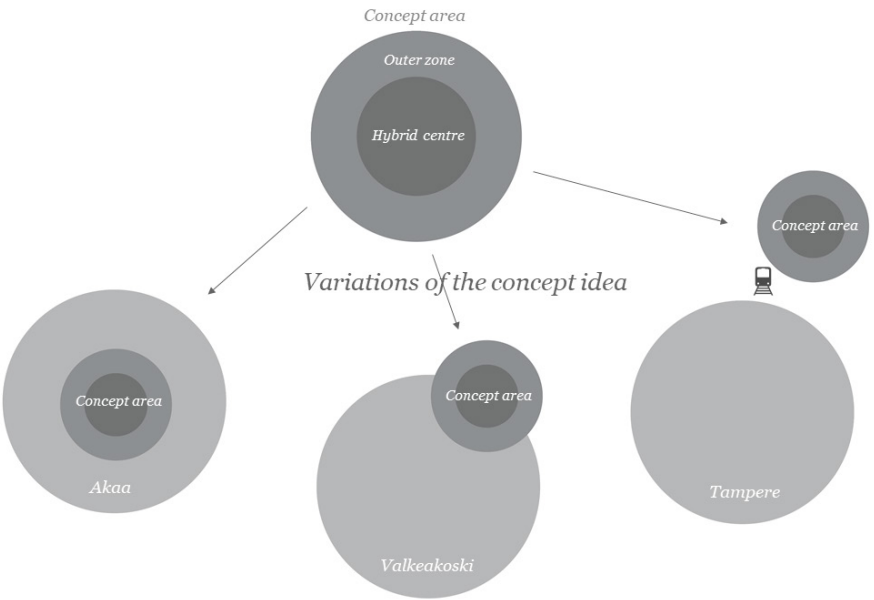 Concept area
Outer zone
Hybrid centre
Concept area
Variations of the concept idea
Concept area
Concept area
Akaa
Tampere
Valkeakoski